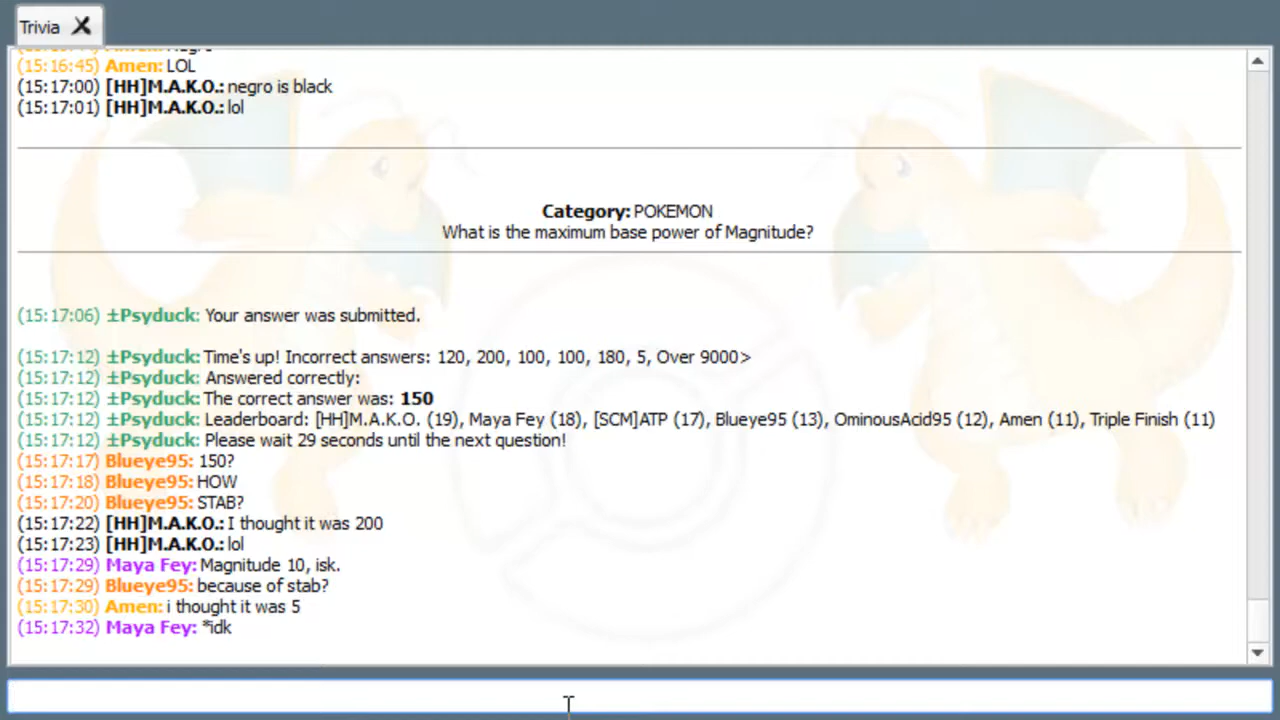 Trivia X
(15:16:45) Amen: LOL
(15:17:00) [HH]M.A.K.O.: negro is black
(15:17:01) [HH]M.A.K.O.: lol
Category: POKEMON
What is the maximum base power of Magnitude?
(15:17:06) ±Psyduck: Your answer was submitted.
(15:17:12) ±Psyduck: Time's up! Incorrect answers: 120, 200, 100, 100, 180, 5, Over 9000>
(15:17:12) ±Psyduck: Answered correctly:
(15:17:12) ±Psyduck: The correct answer was: 150
(15:17:12) ±Psyduck: Leaderboard: [HH]M.A.K.O. (19), Maya Fey (18), [SCM]ATP (17), Blueye95 (13), OminousAcid95 (12), Amen (11), Triple Finish (11)
(15:17:12) ±Psyduck: Please wait 29 seconds until the next question!
(15:17:17) Blueye95: 150?
(15:17:18) Blueye95: HOW
(15:17:20) Blueye95: STAB?
(15:17:22) [HH]M.A.K.O.: I thought it was 200
(15:17:23) [HH]M.A.K.O.: lol
(15:17:29) Maya Fey: Magnitude 10, isk.
(15:17:29) Blueye95: because of stab?
(15:17:30) Amen: i thought it was 5
(15:17:32) Maya Fey: *idk